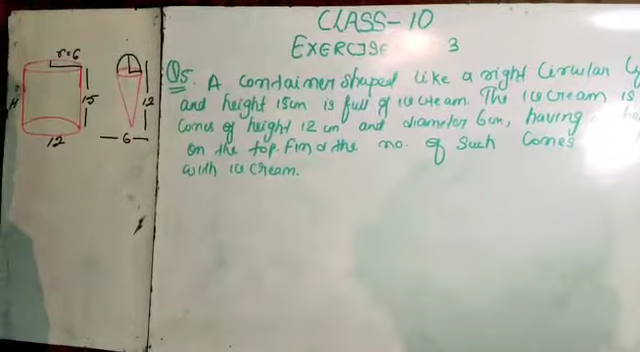 CLASS-10
EXERCISE 3
r=6
H
15
12
12
6
Q5. A container shaped like a right circular Cy
and height 15cm is full of ice cream. The ice cream is
Cones of height 12 cm and diameter 6cm, having
on the top. Find the no. of such cones
with ice cream.